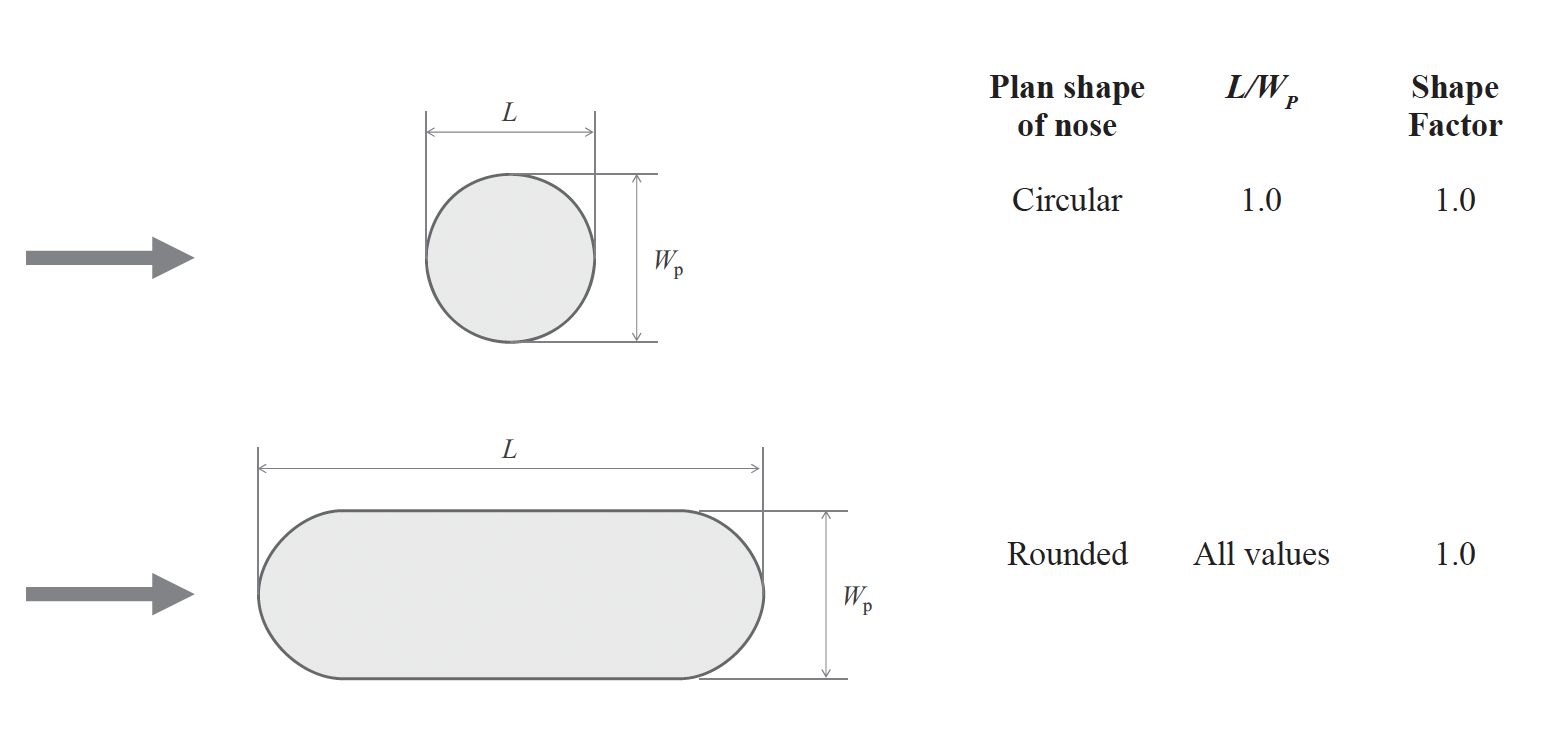 Plan shape of nose
L/WP
Shape Factor
L
Circular
1.0
1.0
Wp
L
Rounded
All values
1.0
Wp